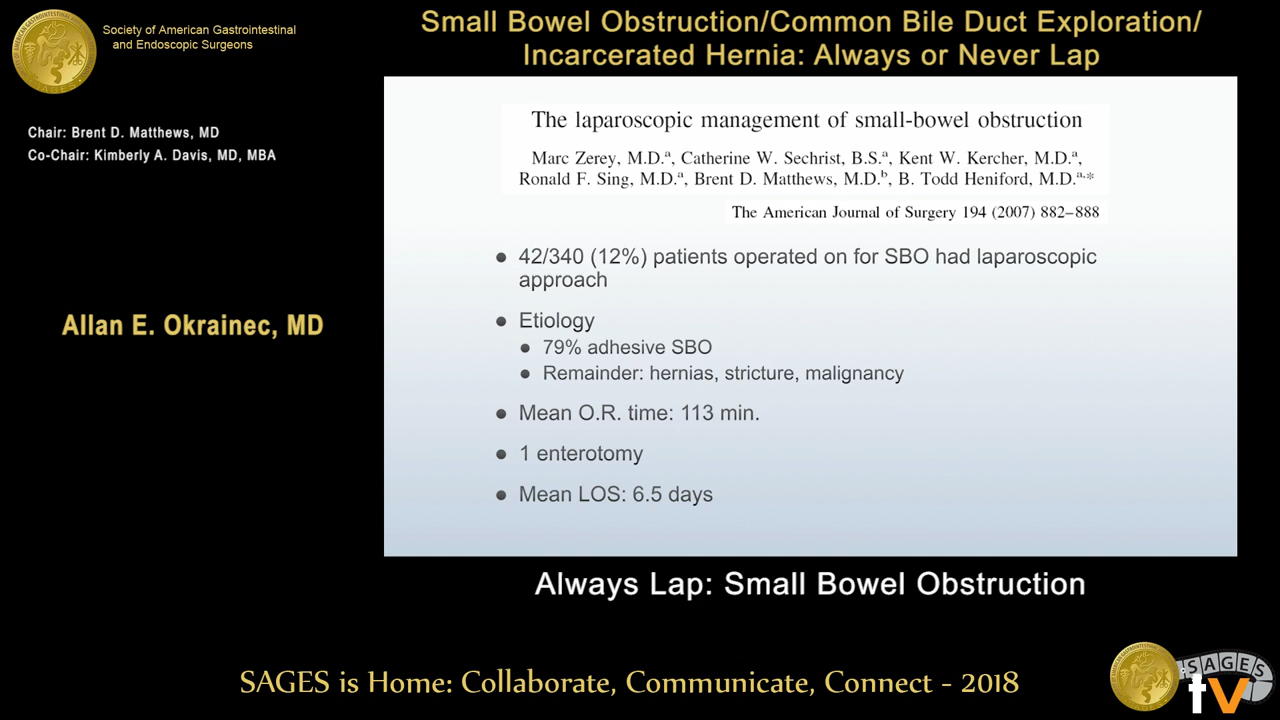 Society of American Gastrointestinal
and Endoscopic Surgeons
Small Bowel Obstruction/Common Bile Duct Exploration/
Incarcerated Hernia: Always or Never Lap
Chair: Brent D. Matthews, MD
Co-Chair: Kimberly A. Davis, MD, MBA
Allan E. Okrainec, MD
The laparoscopic management of small-bowel obstruction
Marc Zerey, M.D.ᵃ, Catherine W. Sechrist, B.S.ᵃ, Kent W. Kercher, M.D.ᵃ,
Ronald F. Sing, M.D.ᵃ, Brent D. Matthews, M.D.ᵇ, B. Todd Heniford, M.D.ᵃ,*
The American Journal of Surgery 194 (2007) 882–888
• 42/340 (12%) patients operated on for SBO had laparoscopic
approach
• Etiology
• 79% adhesive SBO
• Remainder: hernias, stricture, malignancy
• Mean O.R. time: 113 min.
• 1 enterotomy
• Mean LOS: 6.5 days
Always Lap: Small Bowel Obstruction
SAGES is Home: Collaborate, Communicate, Connect - 2018
SAGES
tv